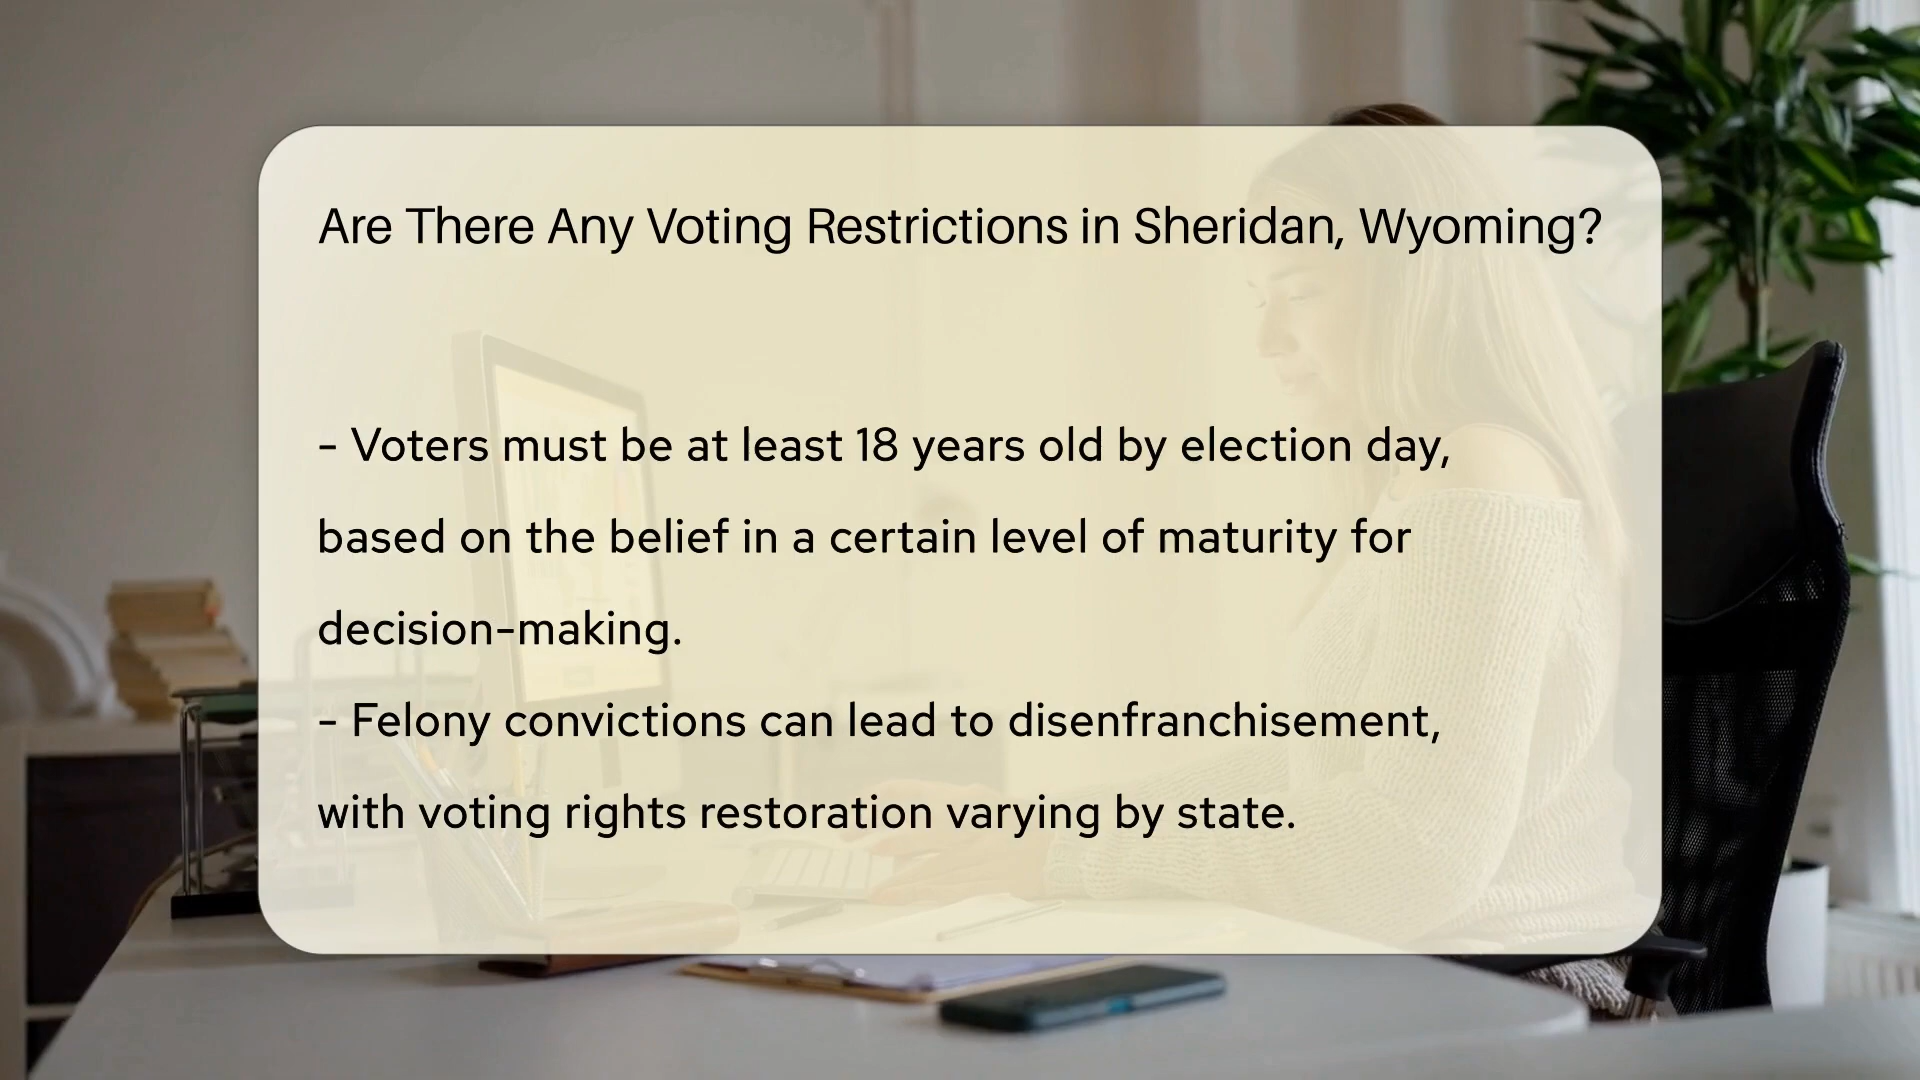 Are There Any Voting Restrictions in Sheridan, Wyoming?
- Voters must be at least 18 years old by election day,
based on the belief in a certain level of maturity for
decision-making.
- Felony convictions can lead to disenfranchisement,
with voting rights restoration varying by state.